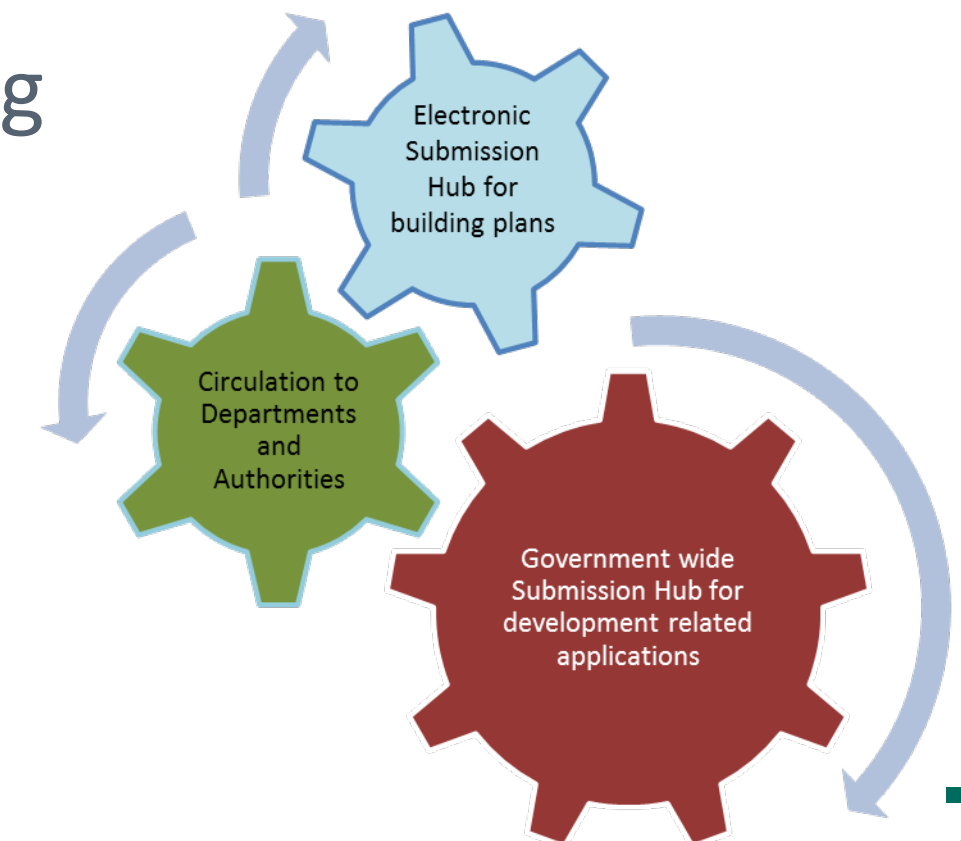 g
Electronic
Submission
Hub for
building plans
Circulation to
Departments
and
Authorities
Government wide
Submission Hub for
development related
applications